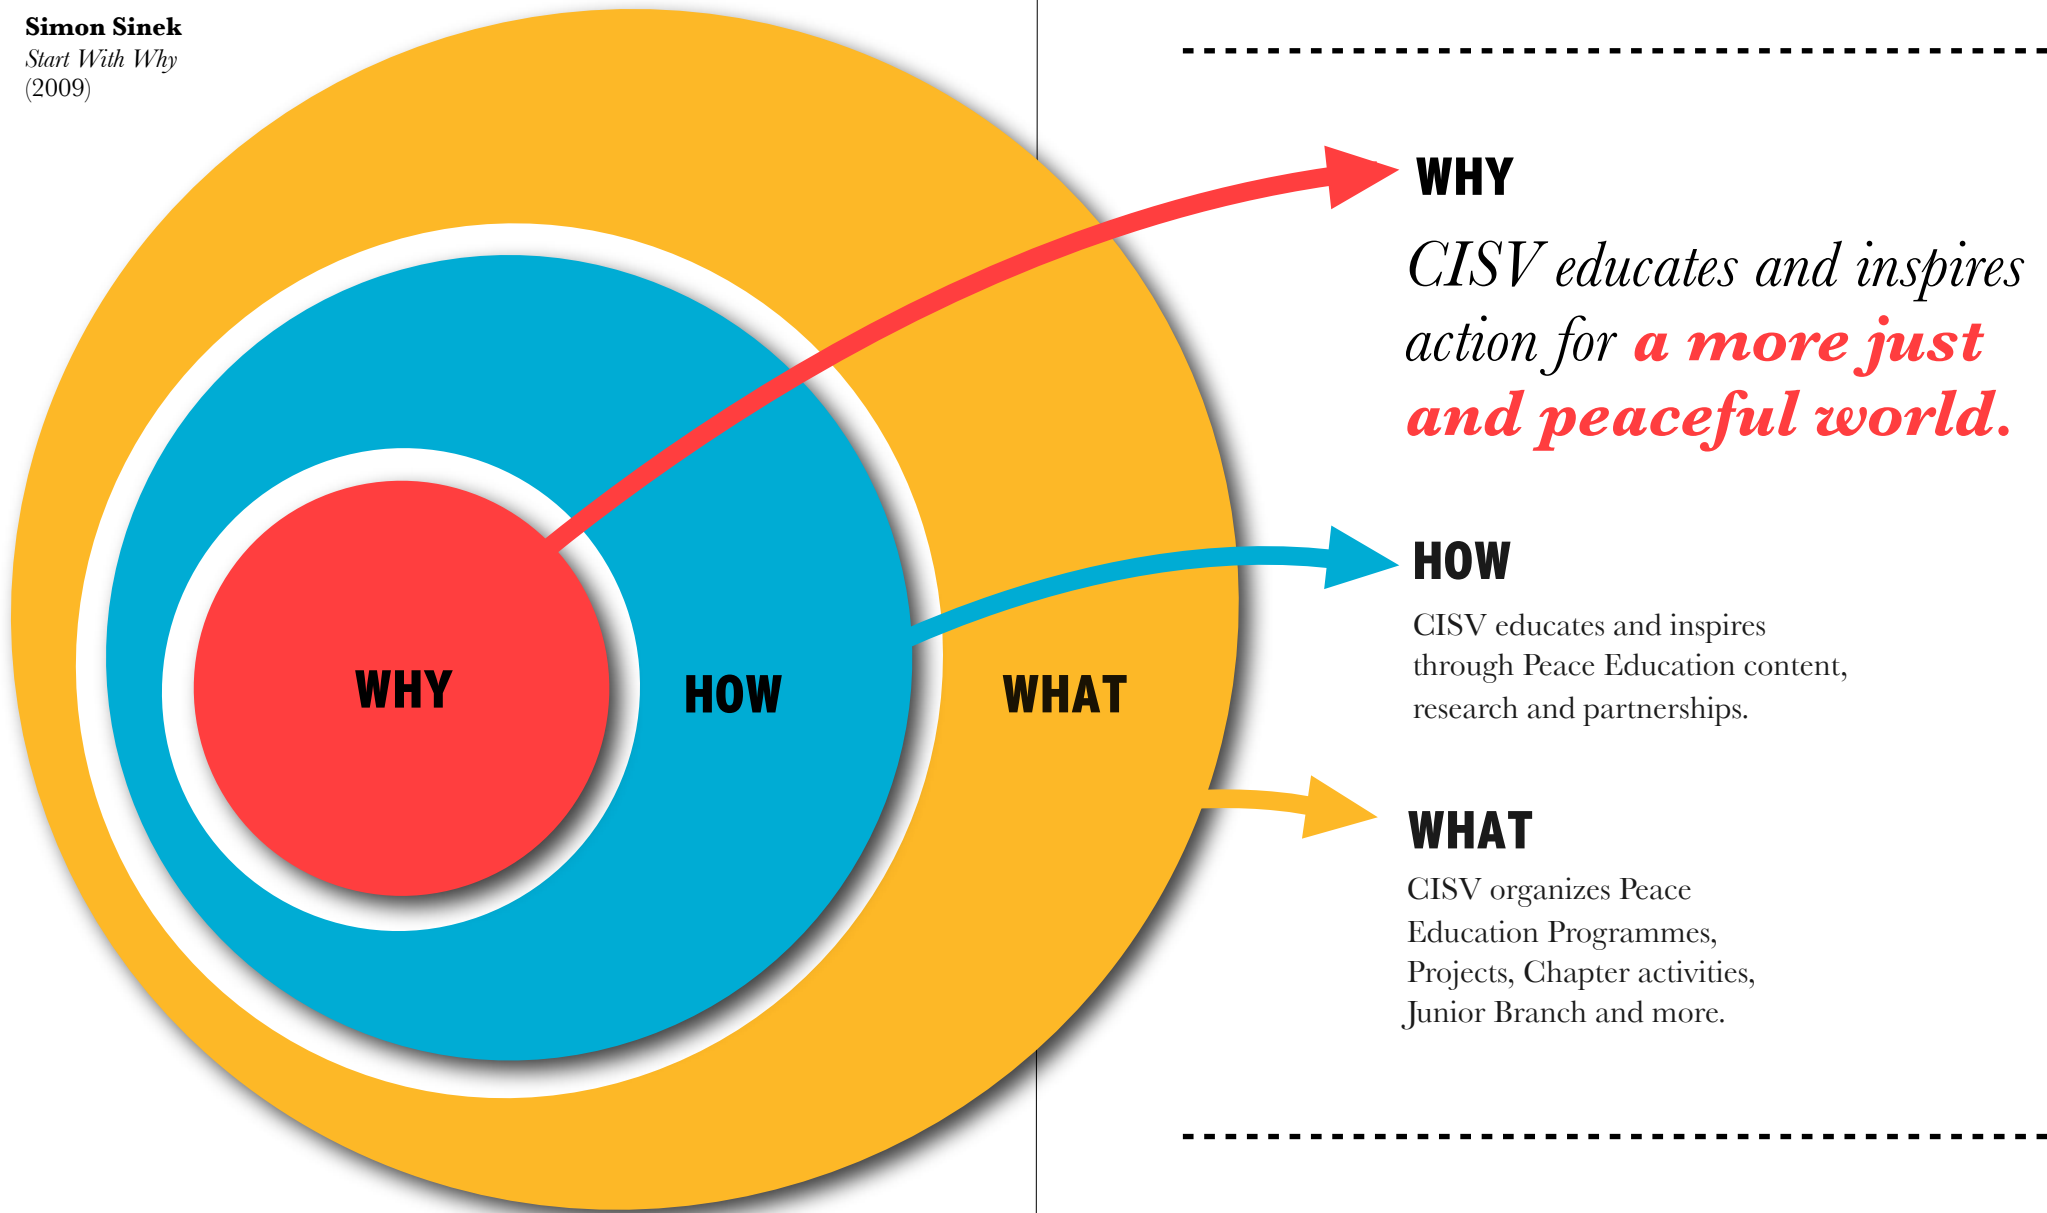 Simon Sinek
Start With Why
(2009)
WHY
HOW
WHAT
WHY
CISV educates and inspires
action for a more just
and peaceful world.
HOW
CISV educates and inspires
through Peace Education content,
research and partnerships.
WHAT
CISV organizes Peace
Education Programmes,
Projects, Chapter activities,
Junior Branch and more.